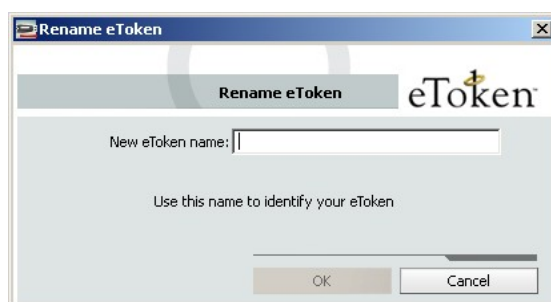 Rename eToken
Rename eToken
eToken
New eToken name:
Use this name to identify your eToken
OK
Cancel